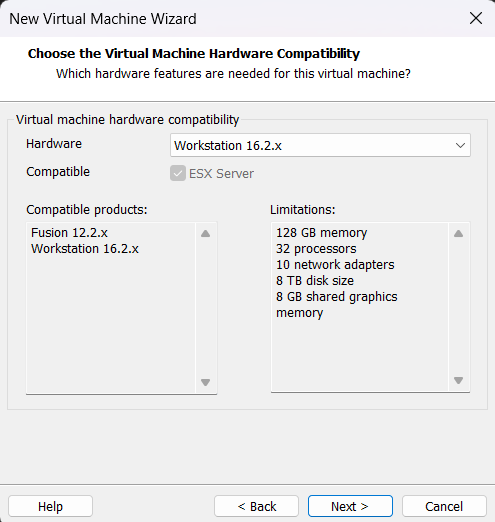 New Virtual Machine Wizard
Choose the Virtual Machine Hardware Compatibility
Which hardware features are needed for this virtual machine?
Virtual machine hardware compatibility
Hardware
Workstation 16.2.x
Compatible
ESX Server
Compatible products:
Fusion 12.2.x
Workstation 16.2.x
Limitations:
128 GB memory
32 processors
10 network adapters
8 TB disk size
8 GB shared graphics
memory
Help
< Back
Next >
Cancel